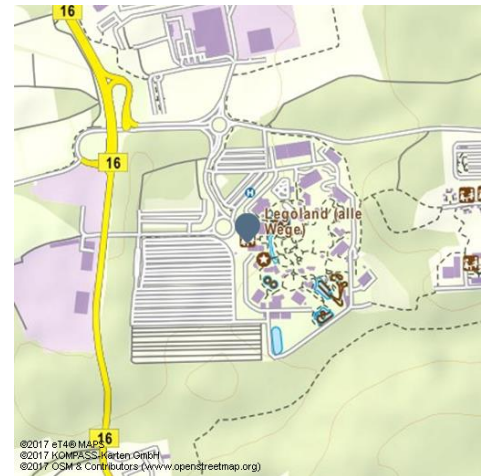 16
16
H
Legoland (alle
Wege)
16
©2017 eT4® MAPS
©2017 KOMPASS-Karten GmbH
©2017 OSM & Contributors (www.openstreetmap.org)